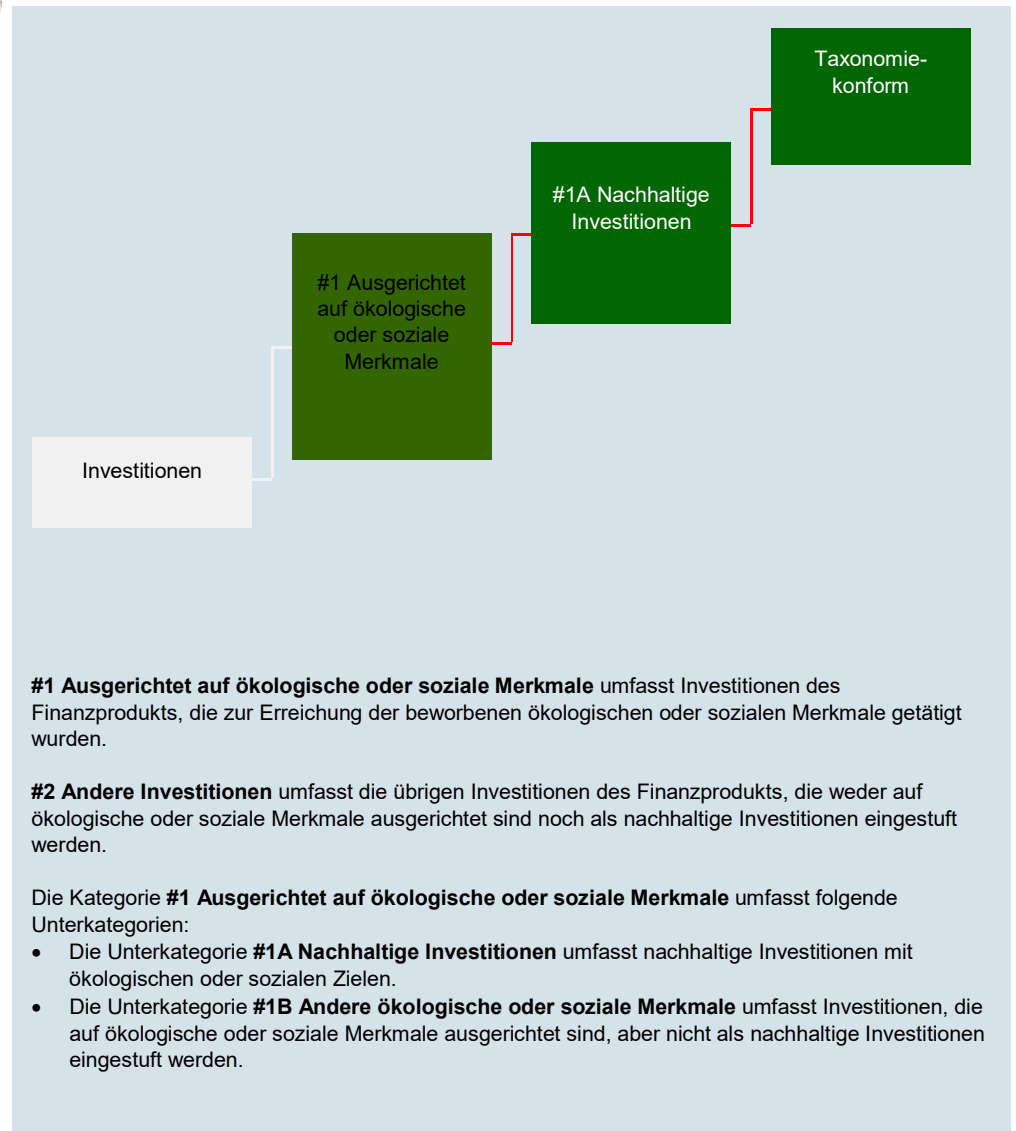 Taxonomie-
konform
#1A Nachhaltige
Investitionen
#1 Ausgerichtet
auf ökologische
oder soziale
Merkmale
Investitionen
#1 Ausgerichtet auf ökologische oder soziale Merkmale umfasst Investitionen des
Finanzprodukts, die zur Erreichung der beworbenen ökologischen oder sozialen Merkmale getätigt
wurden.
#2 Andere Investitionen umfasst die übrigen Investitionen des Finanzprodukts, die weder auf
ökologische oder soziale Merkmale ausgerichtet sind noch als nachhaltige Investitionen eingestuft
werden.
Die Kategorie #1 Ausgerichtet auf ökologische oder soziale Merkmale umfasst folgende
Unterkategorien:
• Die Unterkategorie #1A Nachhaltige Investitionen umfasst nachhaltige Investitionen mit
ökologischen oder sozialen Zielen.
• Die Unterkategorie #1B Andere ökologische oder soziale Merkmale umfasst Investitionen, die
auf ökologische oder soziale Merkmale ausgerichtet sind, aber nicht als nachhaltige Investitionen
eingestuft werden.